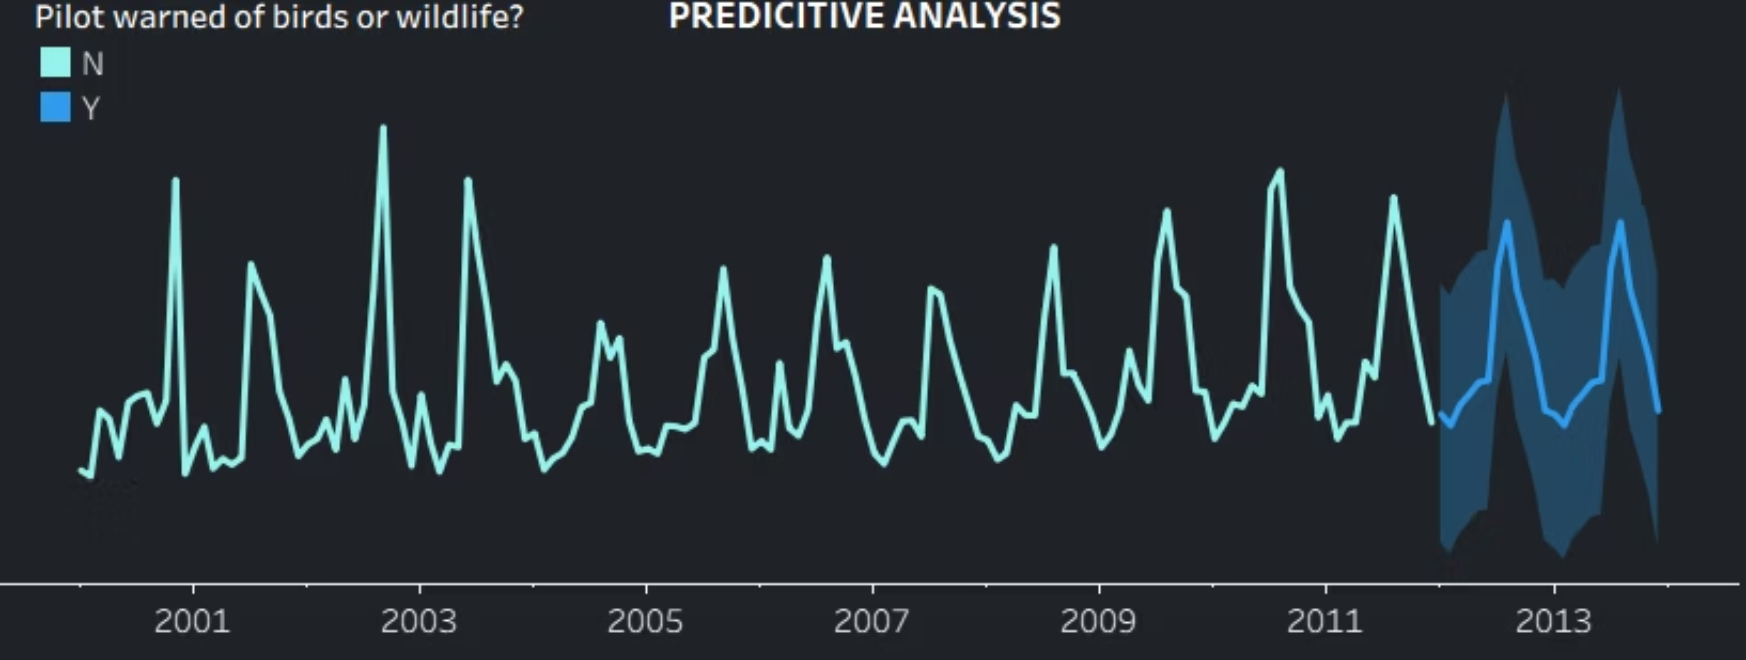 Pilot warned of birds or wildlife?
PREDICITIVE ANALYSIS
N
Y
2001 2003 2005 2007 2009 2011 2013